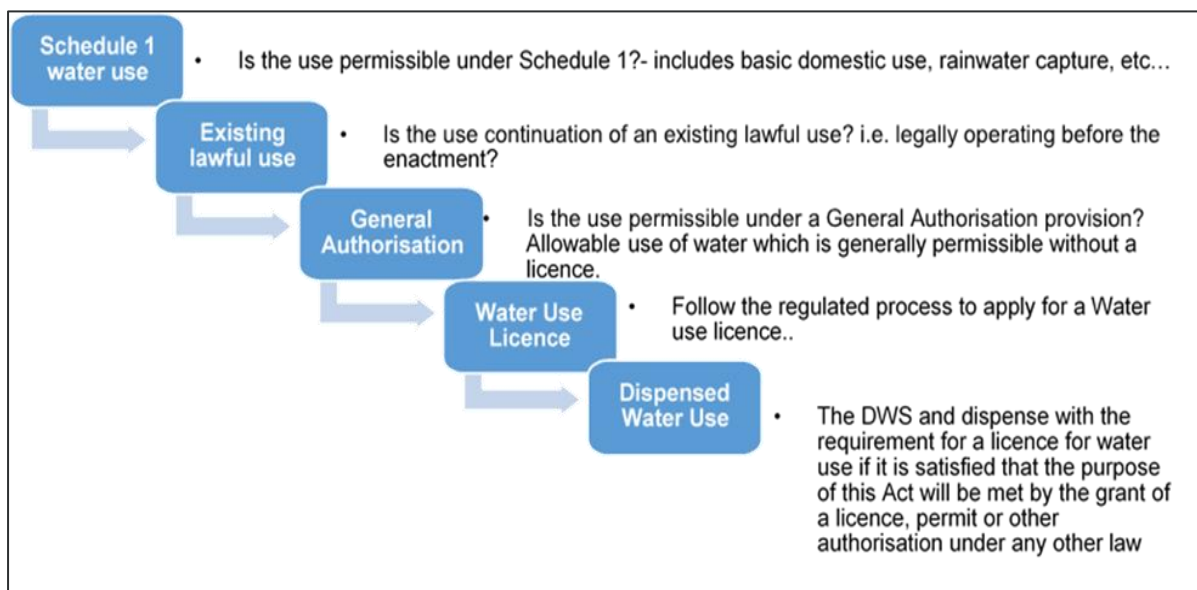 Schedule 1
water use
• Is the use permissible under Schedule 1?- includes basic domestic use, rainwater capture, etc…
Existing
lawful use
• Is the use continuation of an existing lawful use? i.e. legally operating before the
enactment?
General
Authorisation
• Is the use permissible under a General Authorisation provision?
Allowable use of water which is generally permissible without a
licence.
Water Use
Licence
• Follow the regulated process to apply for a Water
use licence..
Dispensed
Water Use
• The DWS and dispense with the
requirement for a licence for water
use if it is satisfied that the purpose
of this Act will be met by the grant of
a licence, permit or other
authorisation under any other law